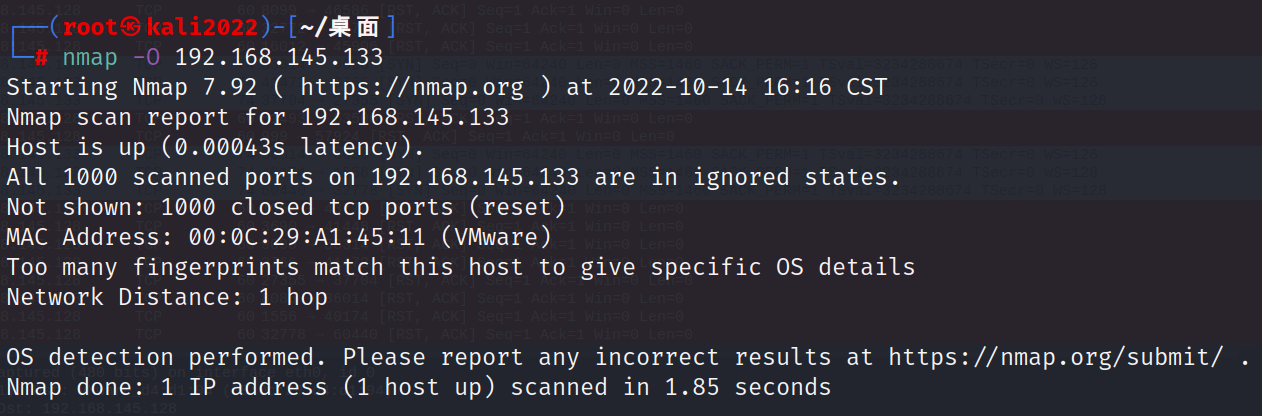 ┌──(root㉿kali2022)-[~/桌面]
└─# nmap -O 192.168.145.133
Starting Nmap 7.92 ( https://nmap.org ) at 2022-10-14 16:16 CST
Nmap scan report for 192.168.145.133
Host is up (0.00043s latency).
All 1000 scanned ports on 192.168.145.133 are in ignored states.
Not shown: 1000 closed tcp ports (reset)
MAC Address: 00:0C:29:A1:45:11 (VMware)
Too many fingerprints match this host to give specific OS details
Network Distance: 1 hop

OS detection performed. Please report any incorrect results at https://nmap.org/submit/ .
Nmap done: 1 IP address (1 host up) scanned in 1.85 seconds